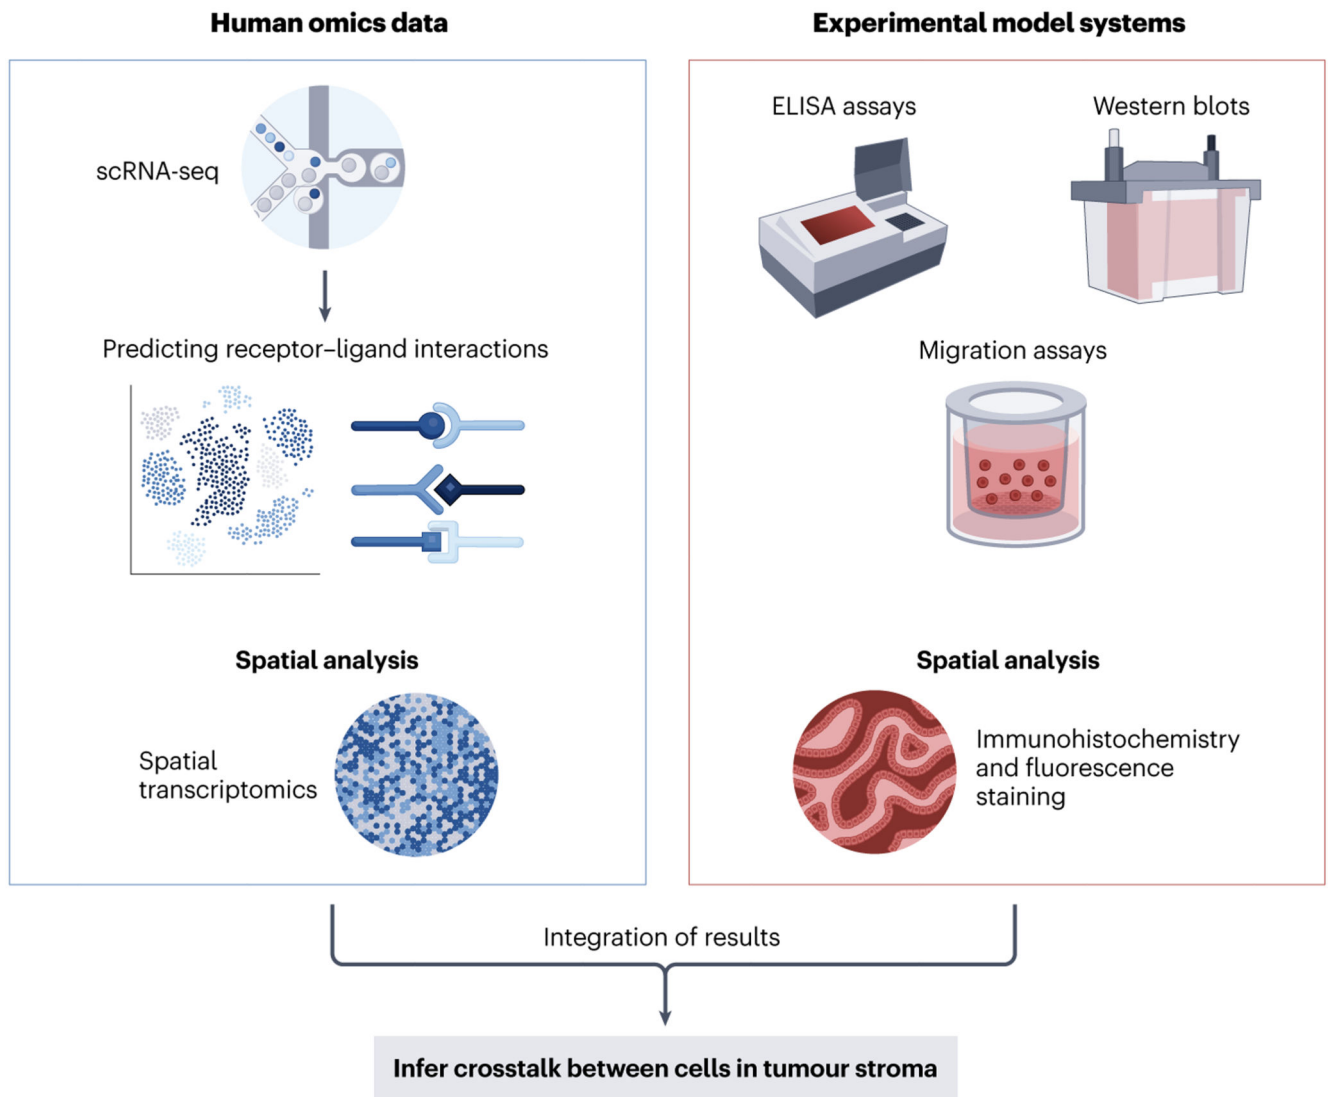 Human omics data
scRNA-seq
Predicting receptor–ligand interactions
Spatial analysis
Spatial
transcriptomics
Experimental model systems
ELISA assays
Western blots
Migration assays
Spatial analysis
Immunohistochemistry
and fluorescence
staining
Integration of results
Infer crosstalk between cells in tumour stroma